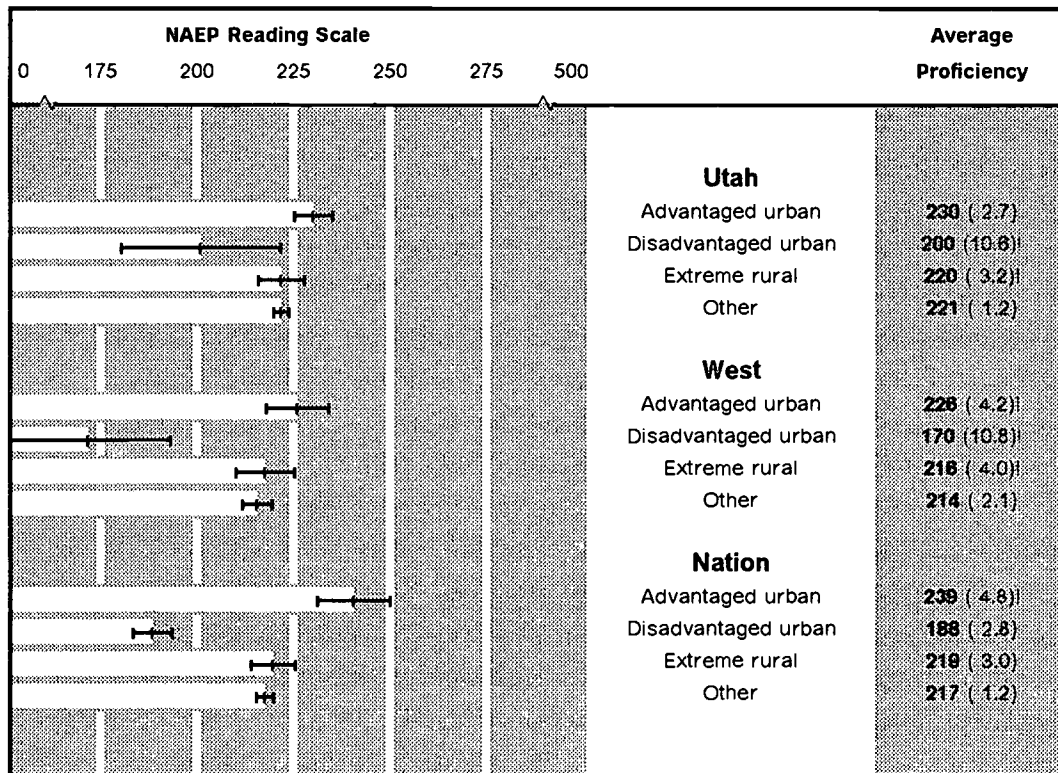 NAEP Reading Scale
Average
Proficiency
0 175 200 225 250 275 500
Utah
Advantaged urban 230 ( 2.7)
Disadvantaged urban 200 (10.6)!
Extreme rural 220 ( 3.2)!
Other 221 ( 1.2)
West
Advantaged urban 226 ( 4.2)!
Disadvantaged urban 170 (10.8)!
Extreme rural 216 ( 4.0)!
Other 214 ( 2.1)
Nation
Advantaged urban 239 ( 4.8)!
Disadvantaged urban 188 ( 2.8)
Extreme rural 219 ( 3.0)
Other 217 ( 1.2)